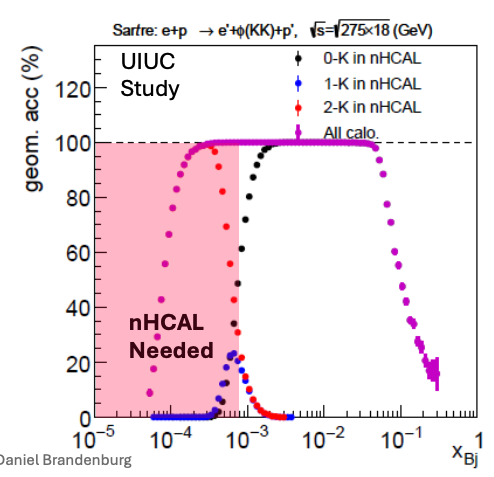 Sartre: e+p → e'+ϕ(KK)+p', √s=√275×18 (GeV)
UIUC
Study
0-K in nHCAL
1-K in nHCAL
2-K in nHCAL
All calo.
geom. acc (%)
120
100
80
60
40
20
0
nHCAL
Needed
10⁻⁵ 10⁻⁴ 10⁻³ 10⁻² 10⁻¹ 1
x_Bj
Daniel Brandenburg